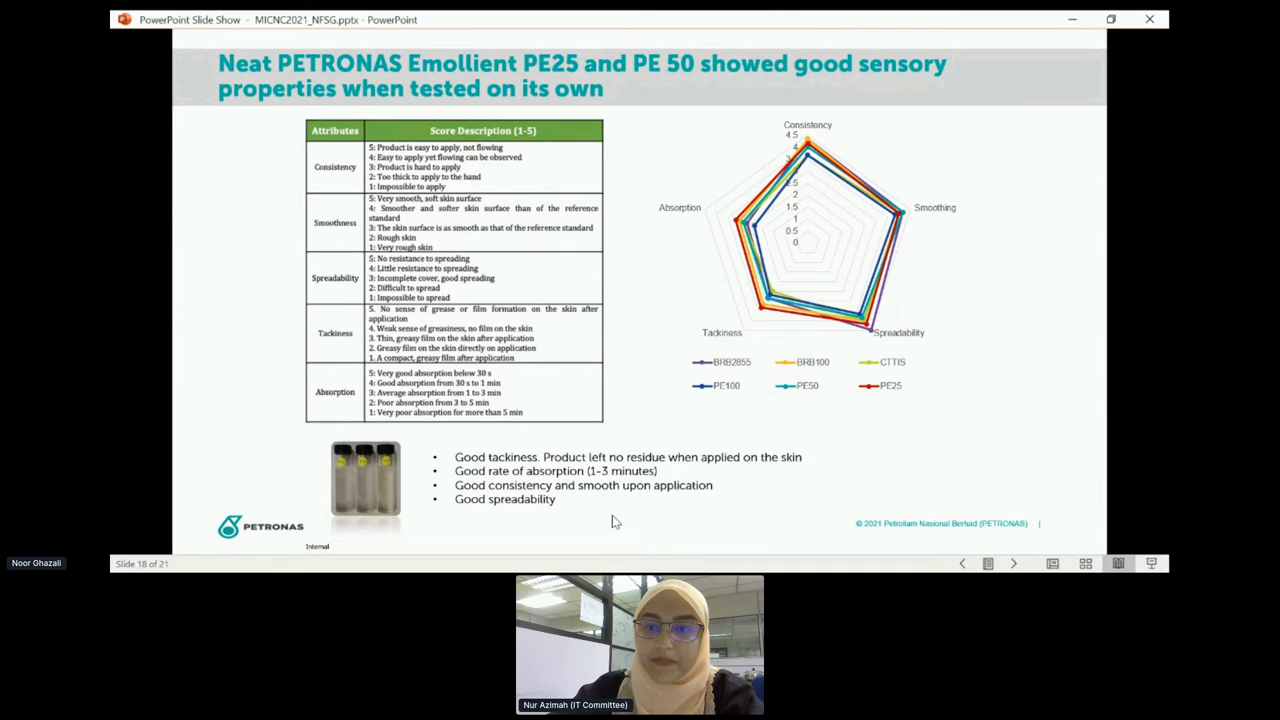 PowerPoint Slide Show - MICNC2021_NFSG.pptx - PowerPoint
Neat PETRONAS Emollient PE25 and PE 50 showed good sensory
properties when tested on its own
Attributes Score Description (1-5)
Consistency
5: Product is easy to apply, not flowing
4: Easy to apply yet flowing can be observed
3: Product is hard to apply
2: Too thick to apply to the hand
1: Impossible to apply
Smoothness
5: Very smooth, soft skin surface
4: Smoother and softer skin surface than of the reference
standard
3: The skin surface is as smooth as that of the reference standard
2: Rough skin
1: Very rough skin
Spreadability
5: No resistance to spreading
4: Little resistance to spreading
3: Incomplete cover, good spreading
2: Difficult to spread
1: Impossible to spread
Tackiness
5. No sense of grease or film formation on the skin after
application
4. Weak sense of greasiness, no film on the skin
3. Thin, greasy film on the skin after application
2. Greasy film on the skin directly on application
1. A compact, greasy film after application
Absorption
5: Very good absorption below 30 s
4: Good absorption from 30 s to 1 min
3: Average absorption from 1 to 3 min
2: Poor absorption from 3 to 5 min
1: Very poor absorption for more than 5 min
Consistency
4.5
4
2.5
2
1.5
1
0.5
0
Absorption
Smoothing
Tackiness
Spreadability
BRB2855 BRB100 CTTIS
PE100 PE50 PE25
• Good tackiness. Product left no residue when applied on the skin
• Good rate of absorption (1-3 minutes)
• Good consistency and smooth upon application
• Good spreadability
PETRONAS
© 2021 Petroliam Nasional Berhad (PETRONAS) |
Internal
Noor Ghazali
Slide 18 of 21
Nur Azimah (IT Committee)